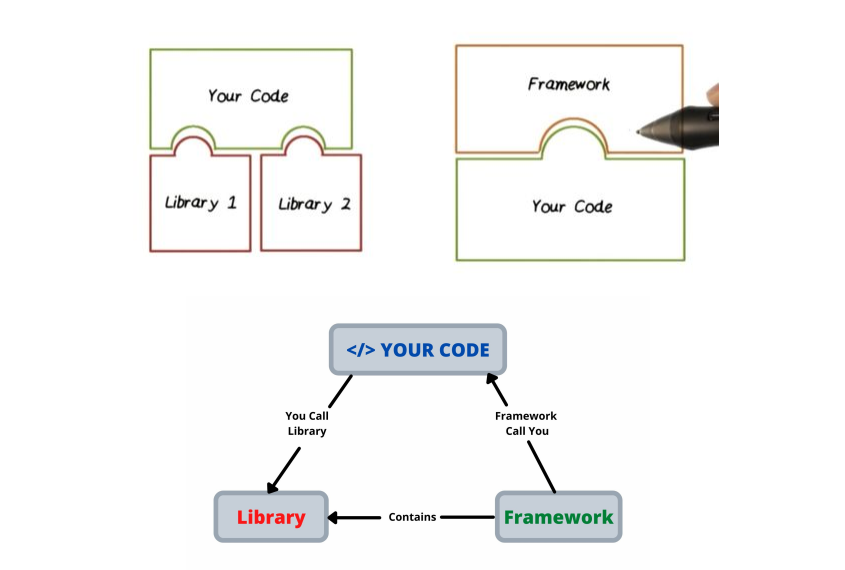 Your Code
Library 1
Library 2
Framework
Your Code
</> YOUR CODE
You Call
Library
Framework
Call You
Library
Contains
Framework